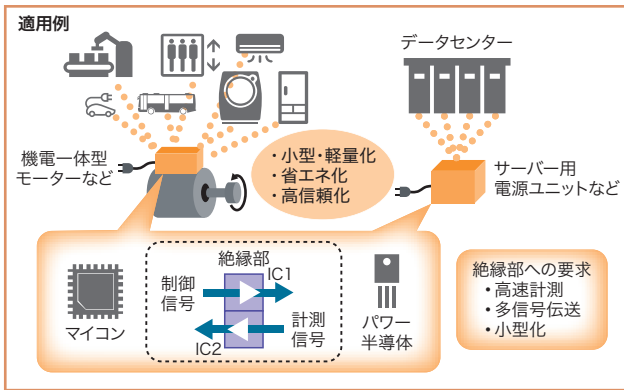 適用例
データセンター
機電一体型
モーターなど
・小型・軽量化
・省エネ化
・高信頼化
サーバー用
電源ユニットなど
マイコン
絶縁部
IC1
制御
信号
計測
信号
IC2
パワー
半導体
絶縁部への要求
・高速計測
・多信号伝送
・小型化